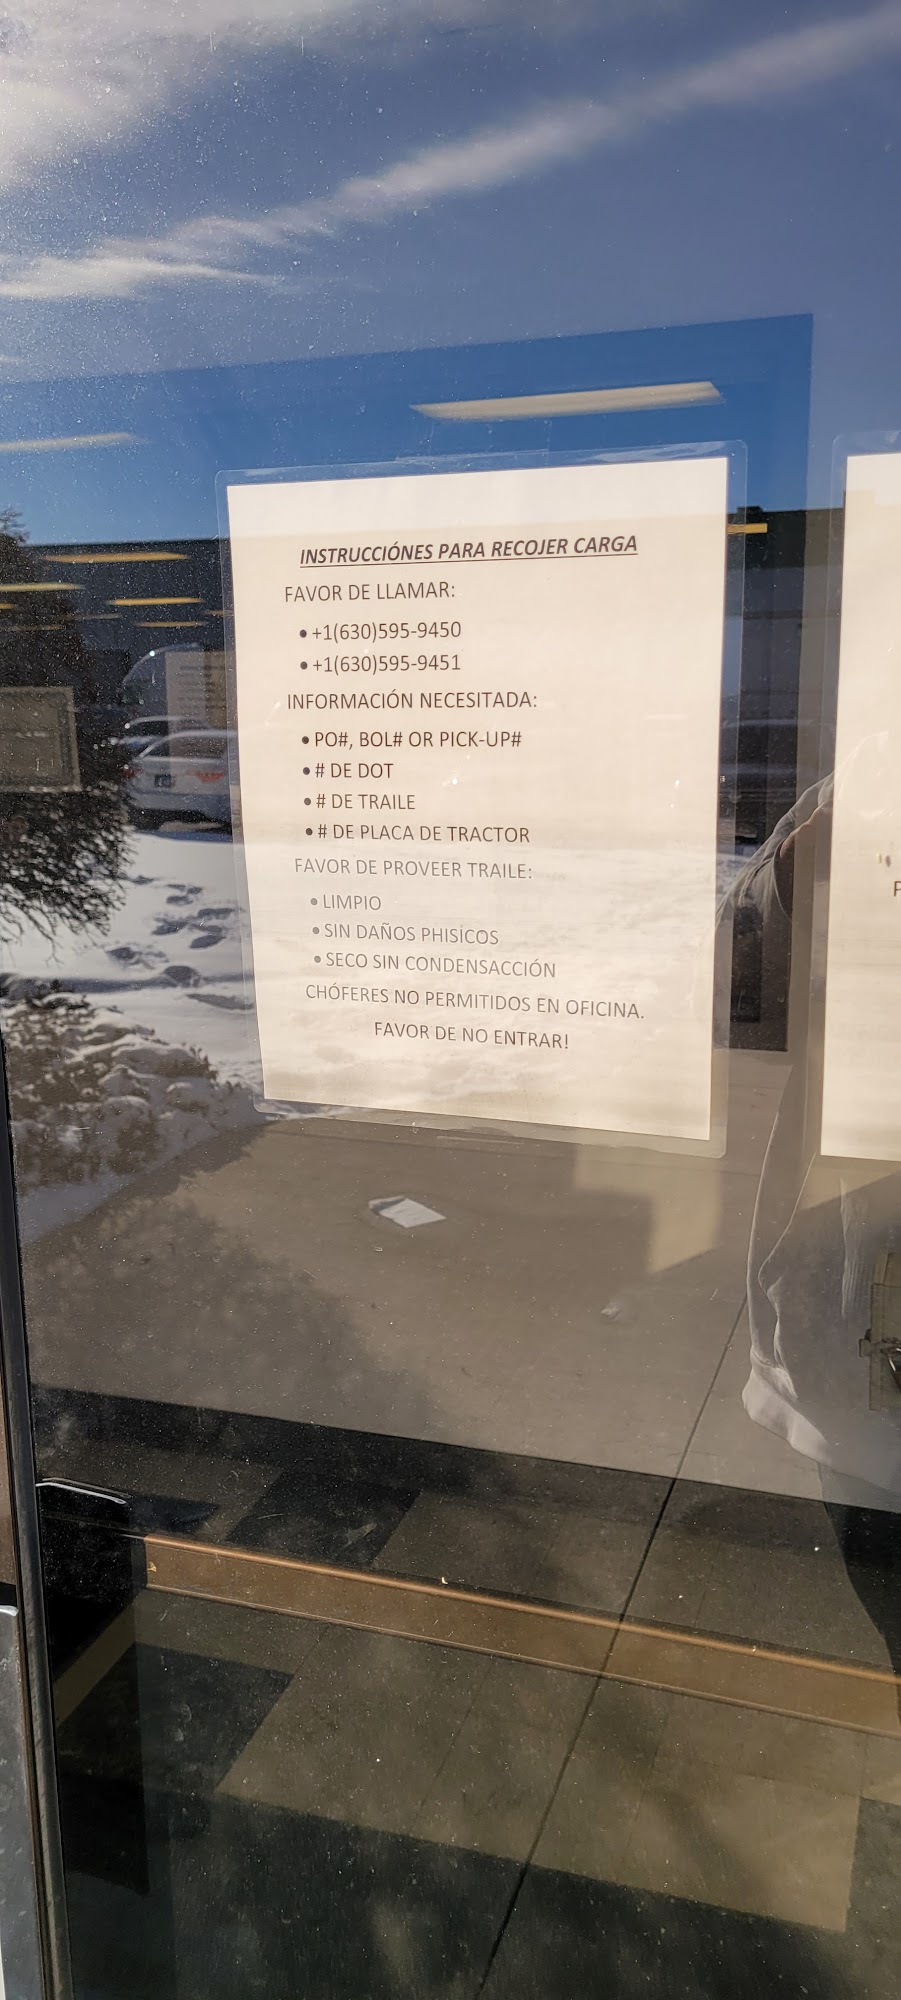 INSTRUCCIÓNES PARA RECOJER CARGA
FAVOR DE LLAMAR:
• +1(630)595-9450
• +1(630)595-9451
INFORMACIÓN NECESITADA:
• PO#, BOL# OR PICK-UP#
• # DE DOT
• # DE TRAILE
• # DE PLACA DE TRACTOR
FAVOR DE PROVEER TRAILE:
• LIMPIO
• SIN DAÑOS PHISÍCOS
• SECO SIN CONDENSACCIÓN
CHÓFERES NO PERMITIDOS EN OFICINA.
FAVOR DE NO ENTRAR!